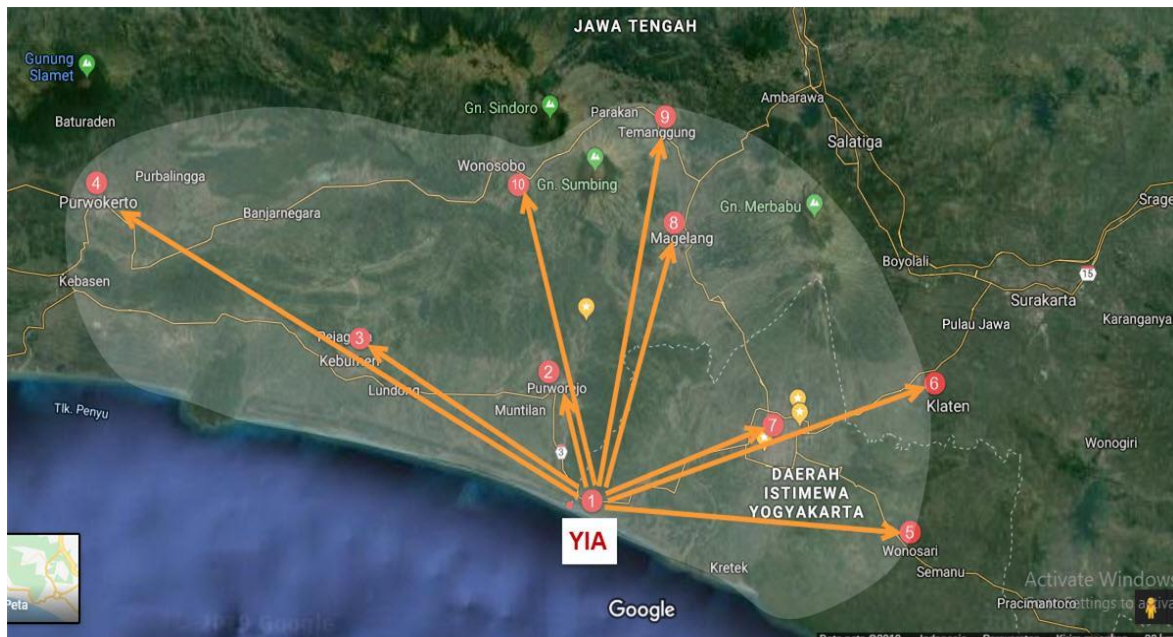 JAWA TENGAH
Gunung
Slamet
Baturaden
Gn. Sindoro
Parakan
9
Temanggung
Ambarawa
Salatiga
4
Purbalingga
Purwokerto
Wonosobo
10
Gn. Sumbing
Gn. Merbabu
Srage
Banjarnegara
8
Magelang
Kebasen
Boyolali
15
Surakarta
Karanganya
Pulau Jawa
3
Kebumen
Lundong
2
Purworejo
Muntilan
6
Klaten
Tlk. Penyu
7
Wonogiri
3
DAERAH
ISTIMEWA
YOGYAKARTA
1
YIA
5
Wonosari
Semanu
Kretek
Peta
Google
Activate Windows
Pracimantoro